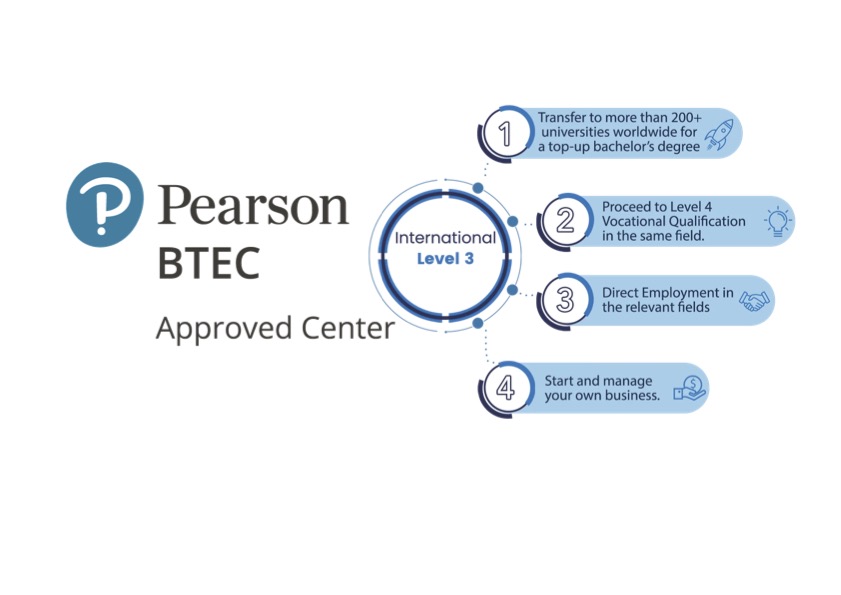 Pearson
BTEC
Approved Center
International
Level 3
1
Transfer to more than 200+
universities worldwide for
a top-up bachelor's degree
2
Proceed to Level 4
Vocational Qualification
in the same field.
3
Direct Employment in
the relevant fields
4
Start and manage
your own business.